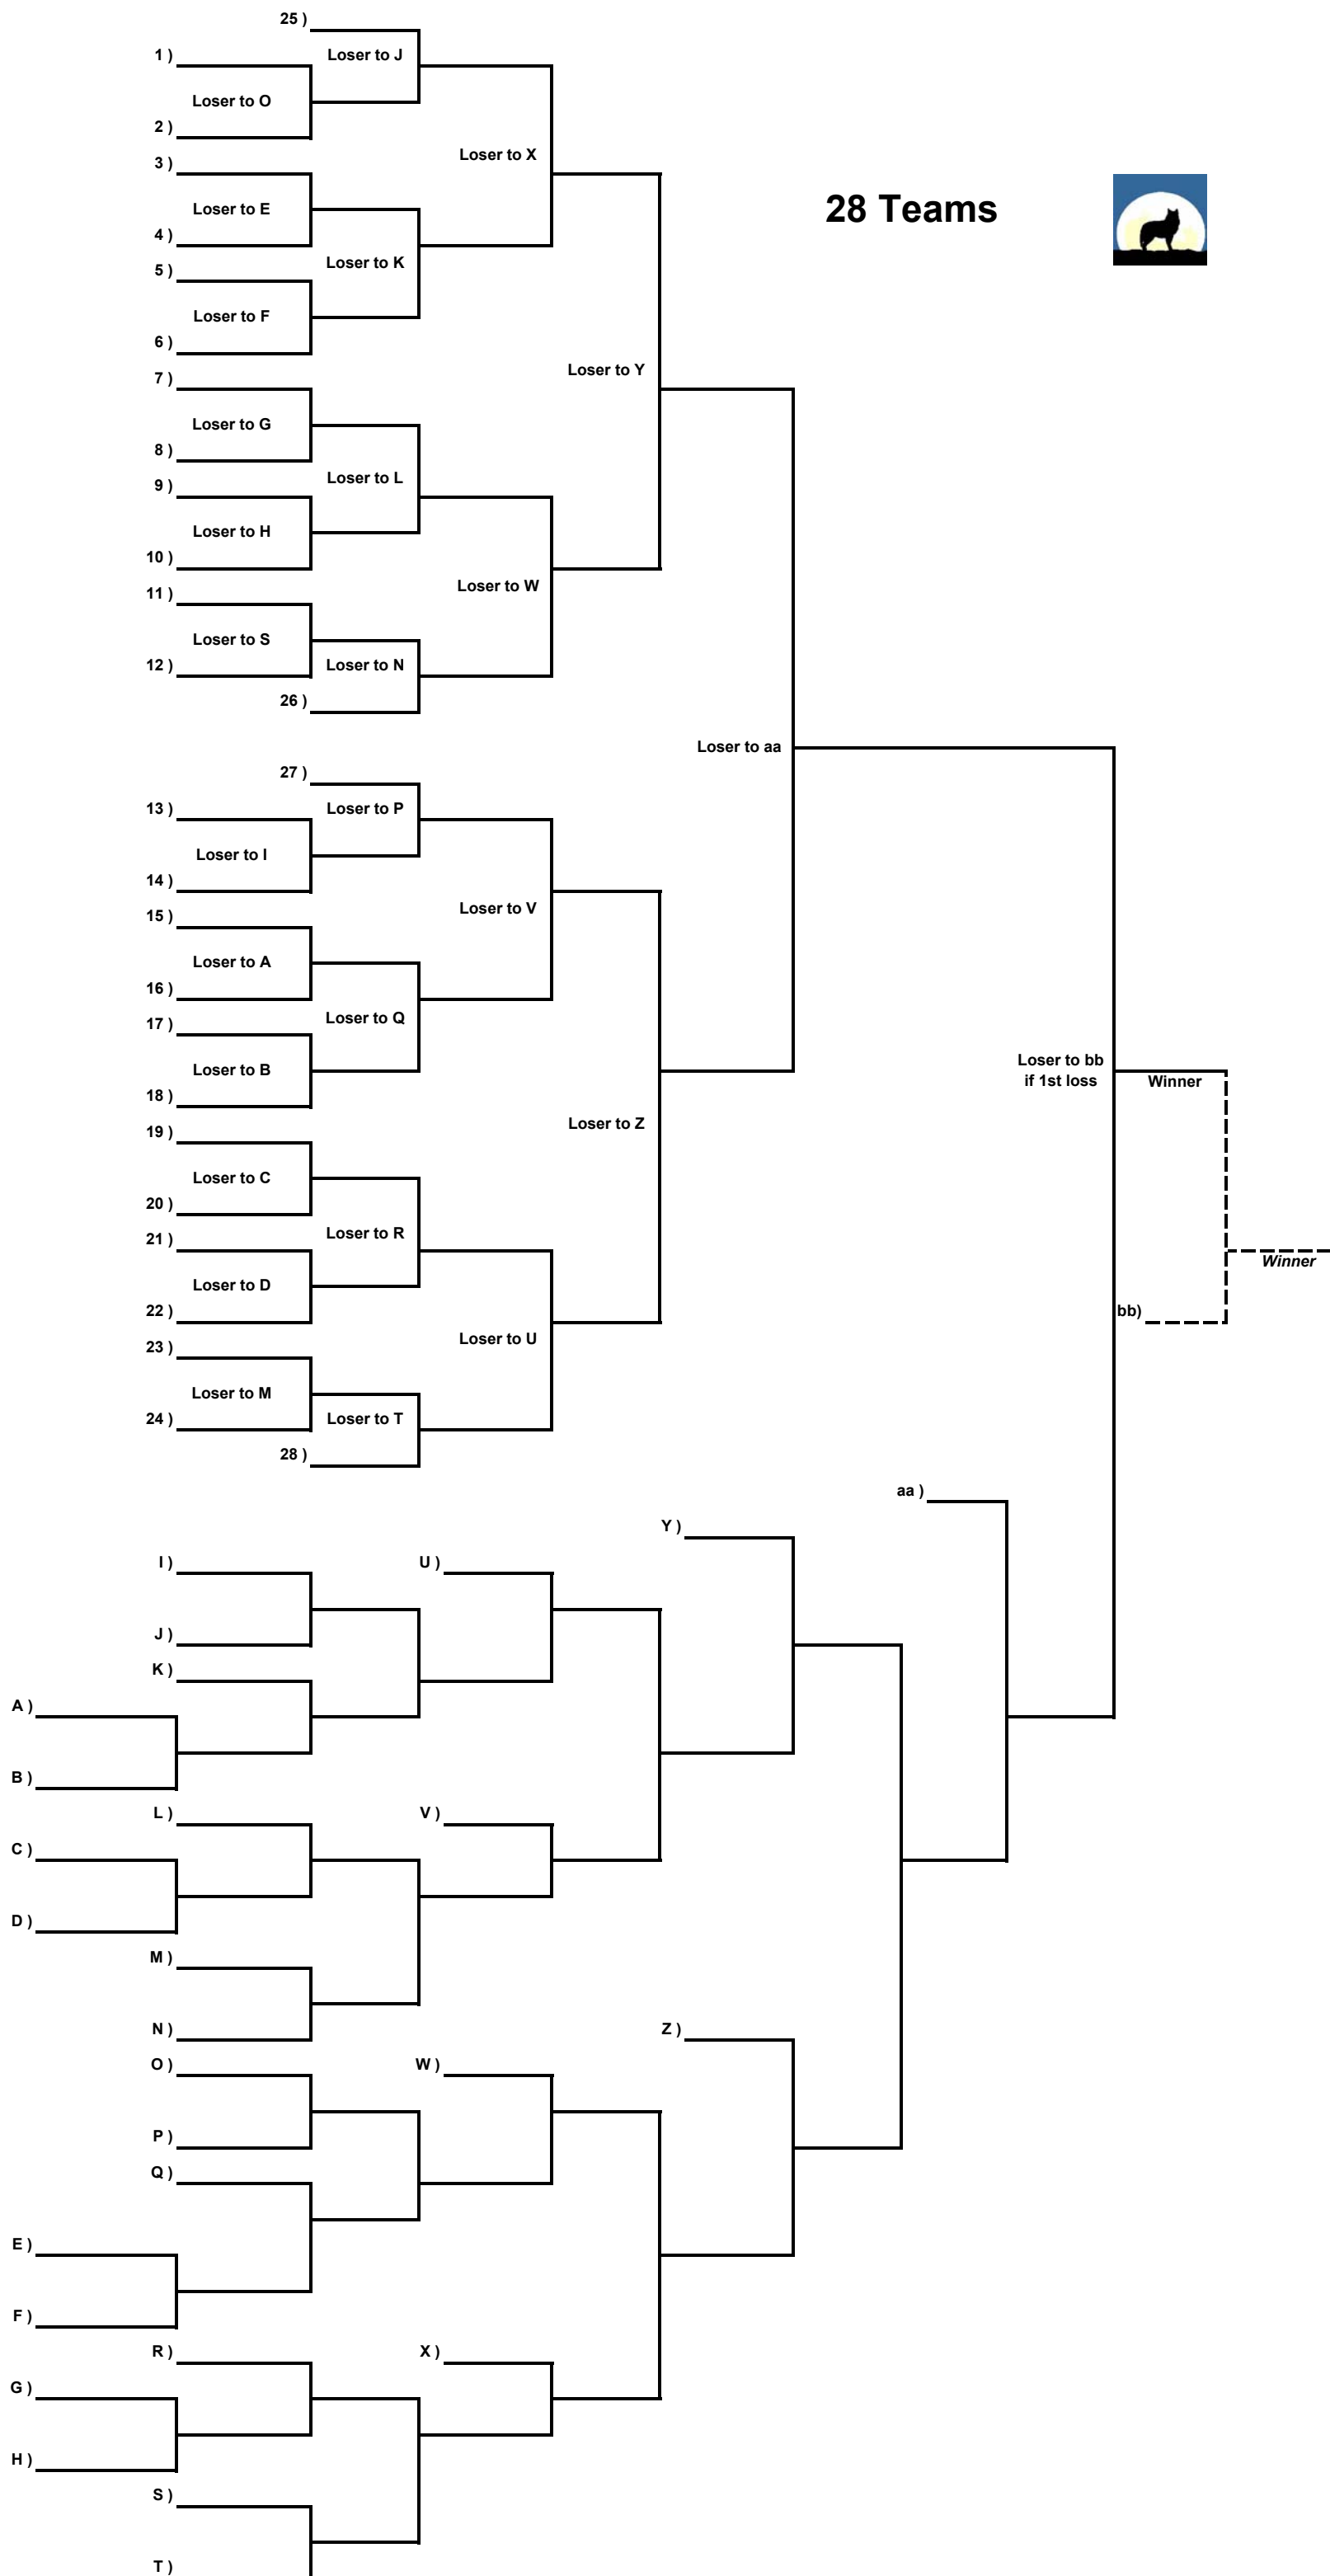 25 )
1 )
Loser to J
Loser to O
2 )
Loser to X
3 )
28 Teams
Loser to E
4 )
Loser to K
5 )
Loser to F
6 )
Loser to Y
7 )
Loser to G
8 )
Loser to L
9 )
Loser to H
10 )
Loser to W
11 )
Loser to S
12 )
Loser to N
26 )
Loser to aa
27 )
13 )
Loser to P
Loser to I
14 )
Loser to V
15 )
Loser to A
16 )
Loser to Q
17 )
Loser to bb
if 1st loss
Winner
Loser to B
18 )
Loser to Z
19 )
Loser to C
20 )
Loser to R
21 )
Winner
Loser to D
22 )
bb)
Loser to U
23 )
Loser to M
24 )
Loser to T
28 )
aa )
Y )
I )
U )
J )
K )
A )
B )
L )
V )
C )
D )
M )
N )
Z )
O )
W )
P )
Q )
E )
F )
R )
X )
G )
H )
S )
T )